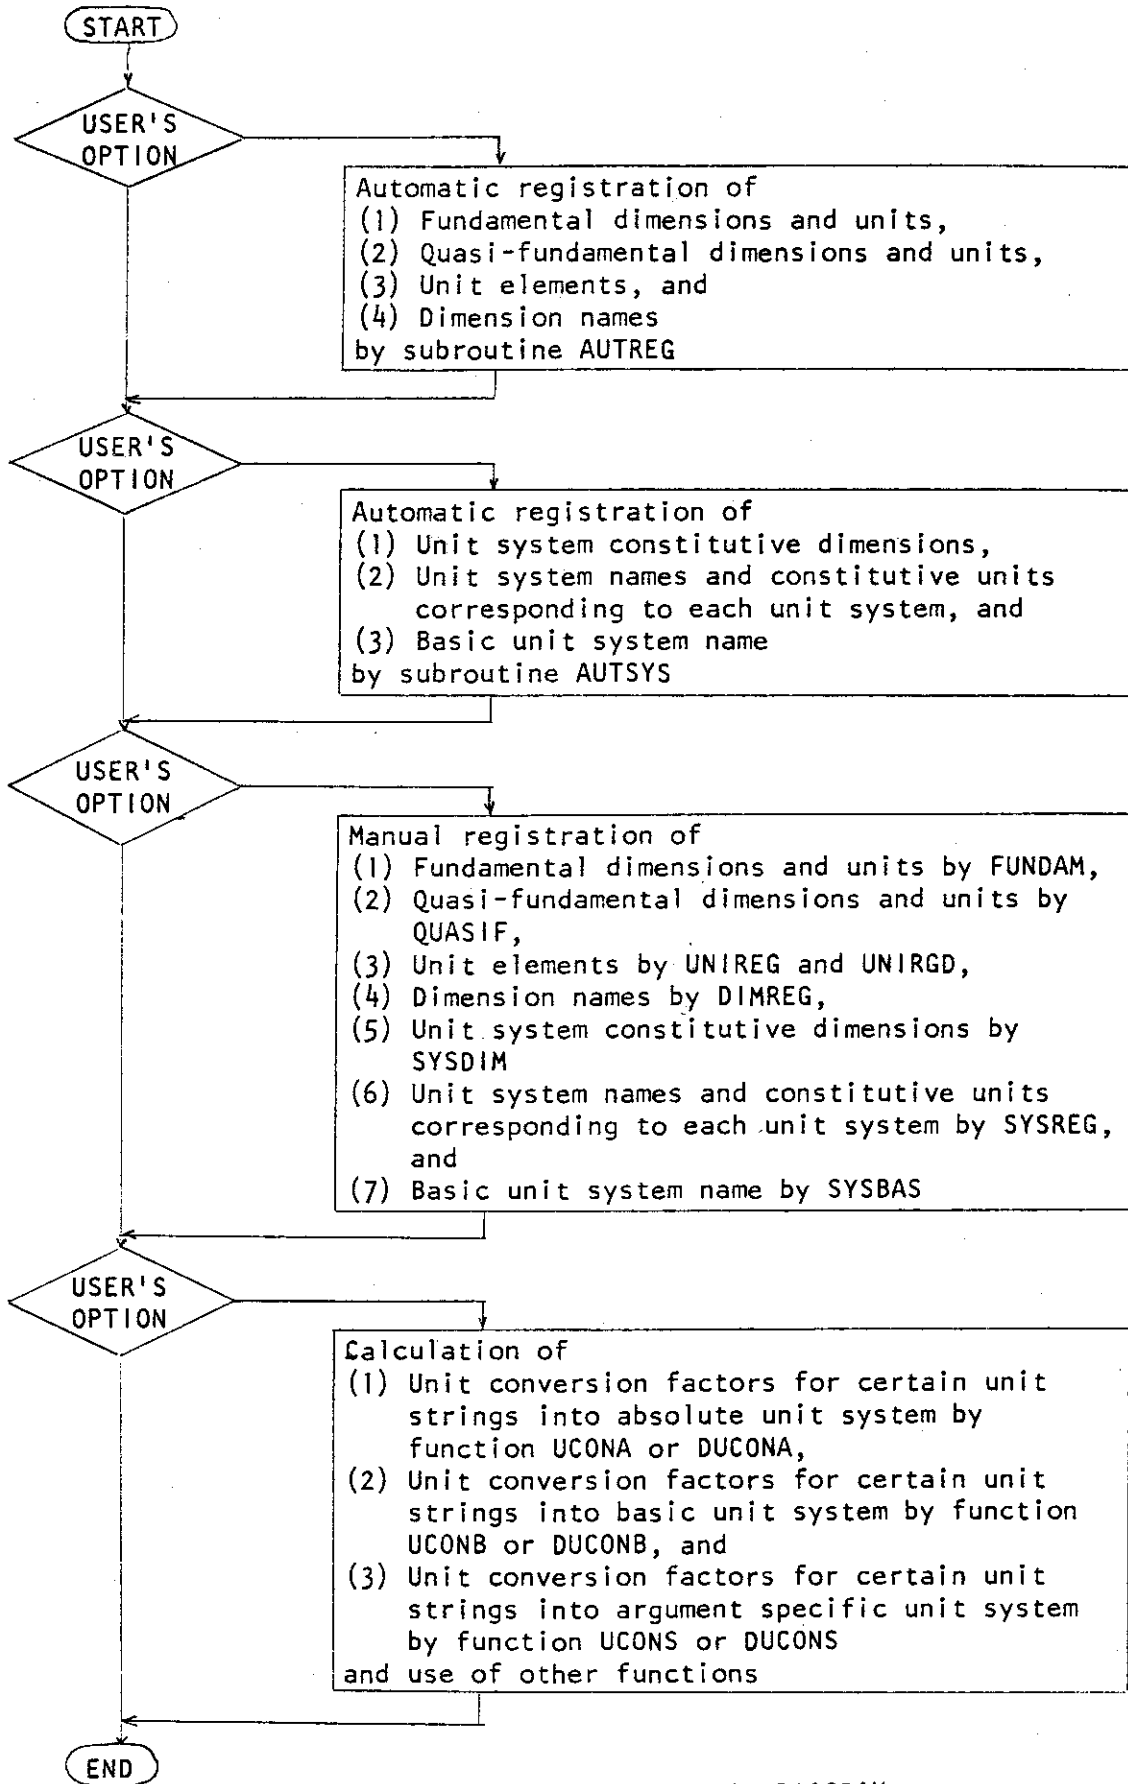 START
USER'S
OPTION
Automatic registration of
(1) Fundamental dimensions and units,
(2) Quasi-fundamental dimensions and units,
(3) Unit elements, and
(4) Dimension names
by subroutine AUTREG
USER'S
OPTION
Automatic registration of
(1) Unit system constitutive dimensions,
(2) Unit system names and constitutive units
corresponding to each unit system, and
(3) Basic unit system name
by subroutine AUTSYS
USER'S
OPTION
Manual registration of
(1) Fundamental dimensions and units by FUNDAM,
(2) Quasi-fundamental dimensions and units by
QUASIF,
(3) Unit elements by UNIREG and UNIRGD,
(4) Dimension names by DIMREG,
(5) Unit system constitutive dimensions by
SYSDIM
(6) Unit system names and constitutive units
corresponding to each unit system by SYSREG,
and
(7) Basic unit system name by SYSBAS
USER'S
OPTION
Calculation of
(1) Unit conversion factors for certain unit
strings into absolute unit system by
function UCONA or DUCONA,
(2) Unit conversion factors for certain unit
strings into basic unit system by function
UCONB or DUCONB, and
(3) Unit conversion factors for certain unit
strings into argument specific unit system
by function UCONS or DUCONS
and use of other functions
END